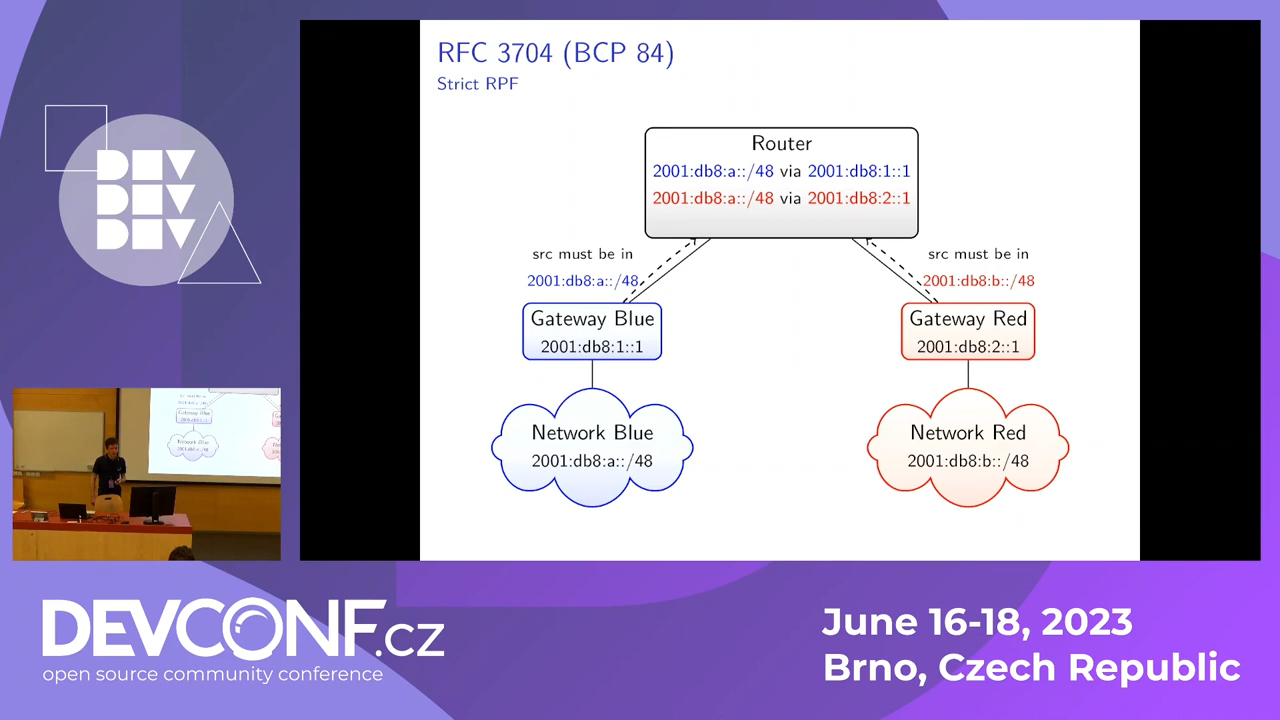 RFC 3704 (BCP 84)
Strict RPF
Router
2001:db8:a::/48 via 2001:db8:1::1
2001:db8:a::/48 via 2001:db8:2::1
src must be in
2001:db8:a::/48
src must be in
2001:db8:b::/48
Gateway Blue
2001:db8:1::1
Gateway Red
2001:db8:2::1
Network Blue
2001:db8:a::/48
Network Red
2001:db8:b::/48
DEV
DEV
DEV
DEVCONF.cz
open source community conference
June 16-18, 2023
Brno, Czech Republic